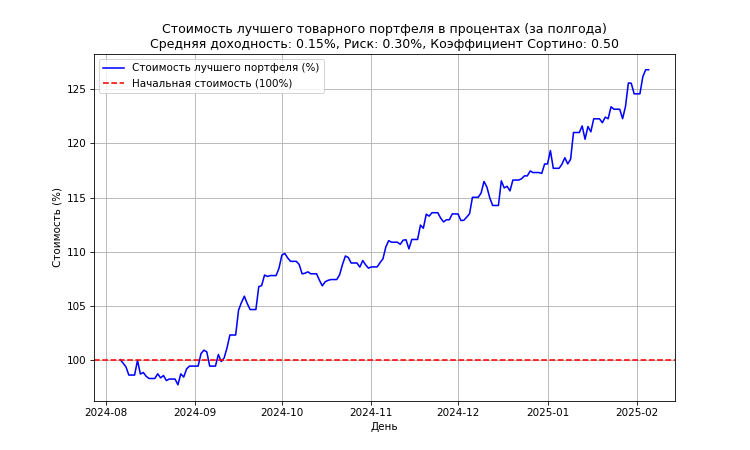 Стоимость лучшего товарного портфеля в процентах (за полгода)
Средняя доходность: 0.15%, Риск: 0.30%, Коэффициент Сортино: 0.50
Стоимость лучшего портфеля (%)
Начальная стоимость (100%)
Стоимость (%)
125
120
115
110
105
100
2024-08 2024-09 2024-10 2024-11 2024-12 2025-01 2025-02
День